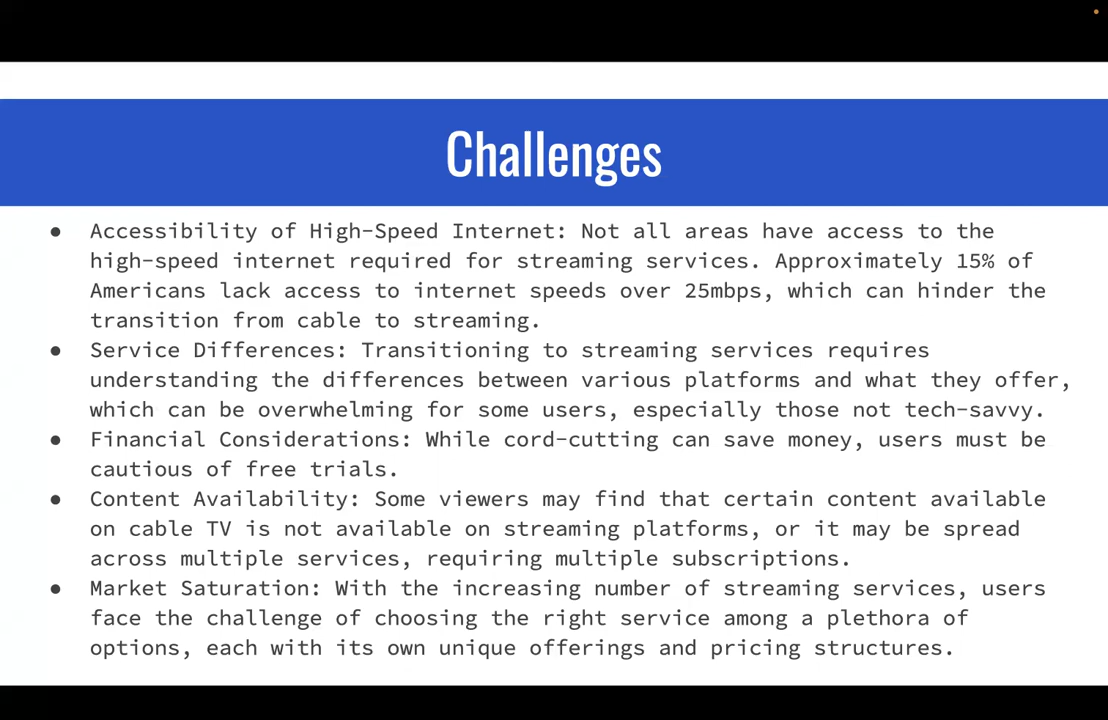 Challenges
● Accessibility of High-Speed Internet: Not all areas have access to the
high-speed internet required for streaming services. Approximately 15% of
Americans lack access to internet speeds over 25mbps, which can hinder the
transition from cable to streaming.
● Service Differences: Transitioning to streaming services requires
understanding the differences between various platforms and what they offer,
which can be overwhelming for some users, especially those not tech-savvy.
● Financial Considerations: While cord-cutting can save money, users must be
cautious of free trials.
● Content Availability: Some viewers may find that certain content available
on cable TV is not available on streaming platforms, or it may be spread
across multiple services, requiring multiple subscriptions.
● Market Saturation: With the increasing number of streaming services, users
face the challenge of choosing the right service among a plethora of
options, each with its own unique offerings and pricing structures.